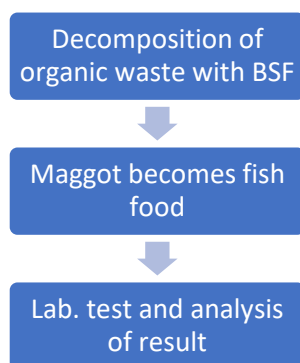 Decomposition of
organic waste with BSF
Maggot becomes fish
food
Lab. test and analysis
of result